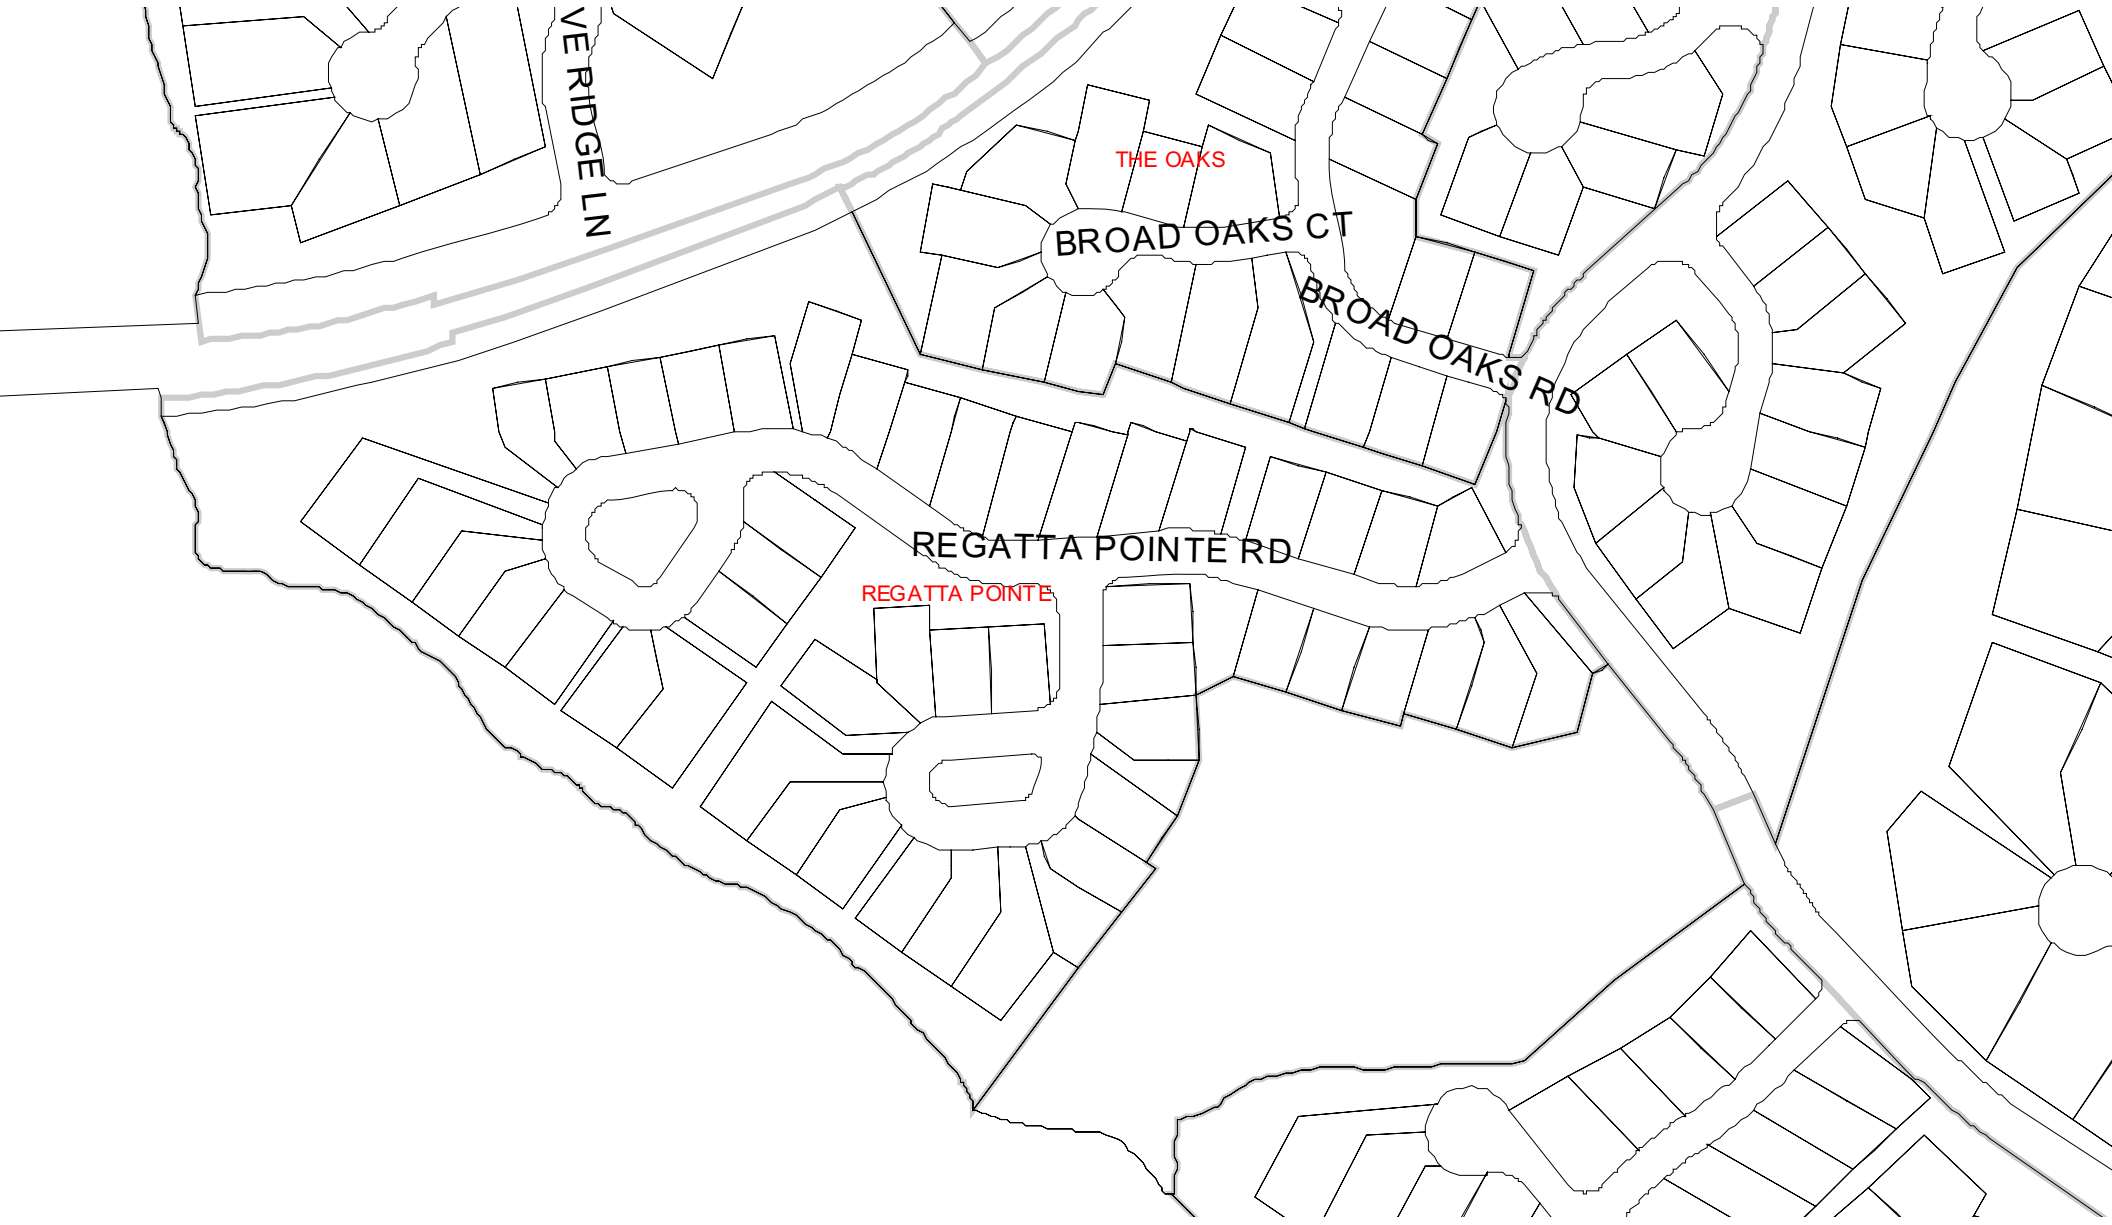 VE RIDGE LN
THE OAKS
BROAD OAKS CT
BROAD OAKS RD
REGATTA POINTE RD
REGATTA POINTE